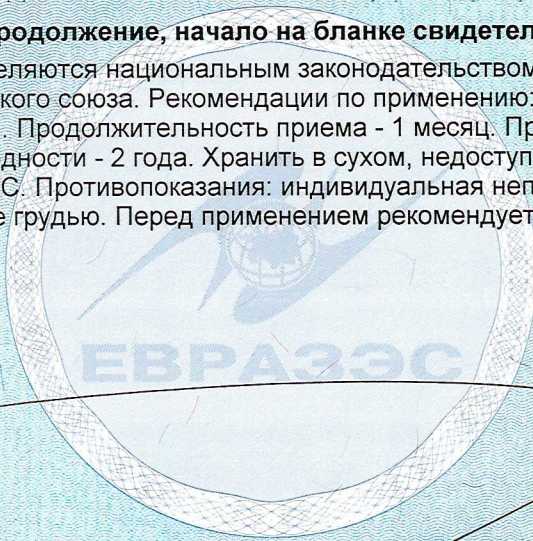 родолжение, начало на бланке свидетел
еляются национальным законодательством
кого союза. Рекомендации по применению:
. Продолжительность приема - 1 месяц. Пр
дности - 2 года. Хранить в сухом, недоступ
С. Противопоказания: индивидуальная неп
е грудью. Перед применением рекомендует
ЕВРАЗЭС